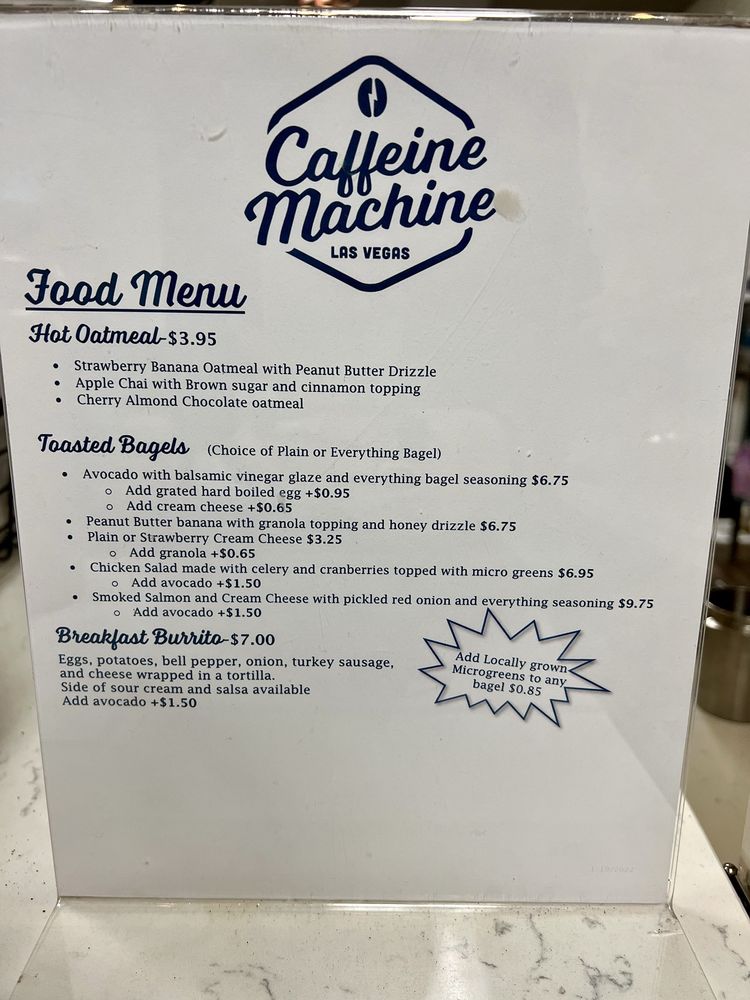 Caffeine
Machine
LAS VEGAS
Food Menu
Hot Oatmeal-$3.95
• Strawberry Banana Oatmeal with Peanut Butter Drizzle
• Apple Chai with Brown sugar and cinnamon topping
• Cherry Almond Chocolate oatmeal
Toasted Bagels (Choice of Plain or Everything Bagel)
• Avocado with balsamic vinegar glaze and everything bagel seasoning $6.75
○ Add grated hard boiled egg +$0.95
○ Add cream cheese +$0.65
• Peanut Butter banana with granola topping and honey drizzle $6.75
• Plain or Strawberry Cream Cheese $3.25
○ Add granola +$0.65
• Chicken Salad made with celery and cranberries topped with micro greens $6.95
○ Add avocado +$1.50
• Smoked Salmon and Cream Cheese with pickled red onion and everything seasoning $9.75
○ Add avocado +$1.50
Breakfast Burrito-$7.00
Eggs, potatoes, bell pepper, onion, turkey sausage,
and cheese wrapped in a tortilla.
Side of sour cream and salsa available
Add avocado +$1.50
Add Locally grown
Microgreens to any
bagel $0.85